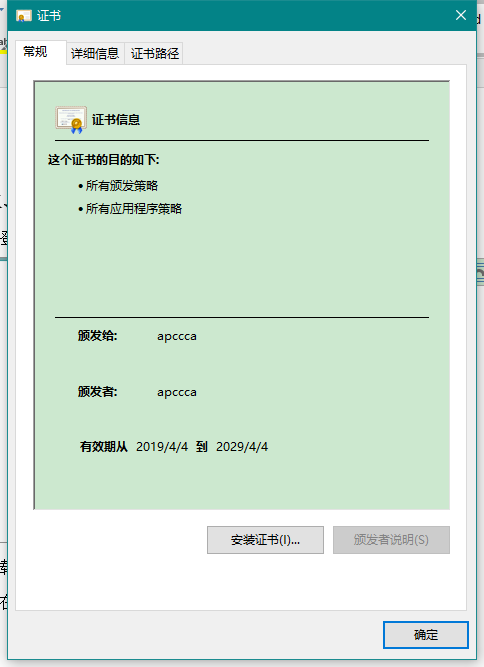 证书
常规 详细信息 证书路径
证书信息
这个证书的目的如下:
• 所有颁发策略
• 所有应用程序策略
颁发给: apccca
颁发者: apccca
有效期从 2019/4/4 到 2029/4/4
安装证书(I)... 颁发者说明(S)
确定